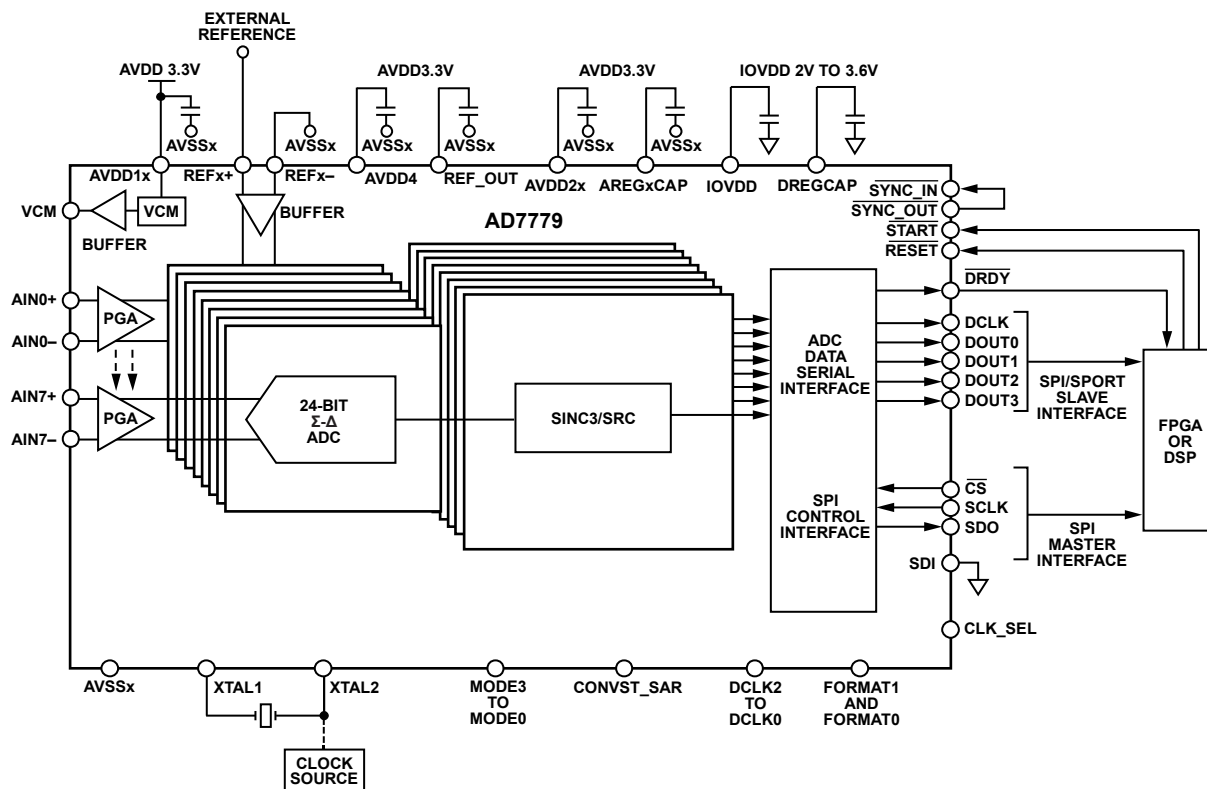 EXTERNAL
REFERENCE
AVDD 3.3V
AVDD3.3V
AVDD3.3V
IOVDD 2V TO 3.6V
AVSSx
AVSSx
AVSSx
AVSSx
AVSSx
AVSSx
AVDD1x
REFx+
REFx–
AVDD4
REF_OUT
AVDD2x
AREGxCAP
IOVDD
DREGCAP
VCM
VCM
BUFFER
BUFFER
AD7779
SYNC_IN
SYNC_OUT
START
RESET
DRDY
AIN0+
AIN0–
PGA
AIN7+
AIN7–
PGA
24-BIT
Σ-Δ
ADC
SINC3/SRC
ADC
DATA
SERIAL
INTERFACE
SPI
CONTROL
INTERFACE
DCLK
DOUT0
DOUT1
DOUT2
DOUT3
SPI/SPORT
SLAVE
INTERFACE
FPGA
OR
DSP
CS
SCLK
SDO
SPI
MASTER
INTERFACE
SDI
CLK_SEL
AVSSx
XTAL1
XTAL2
MODE3
TO
MODE0
CONVST_SAR
DCLK2
TO
DCLK0
FORMAT1
AND
FORMAT0
CLOCK
SOURCE